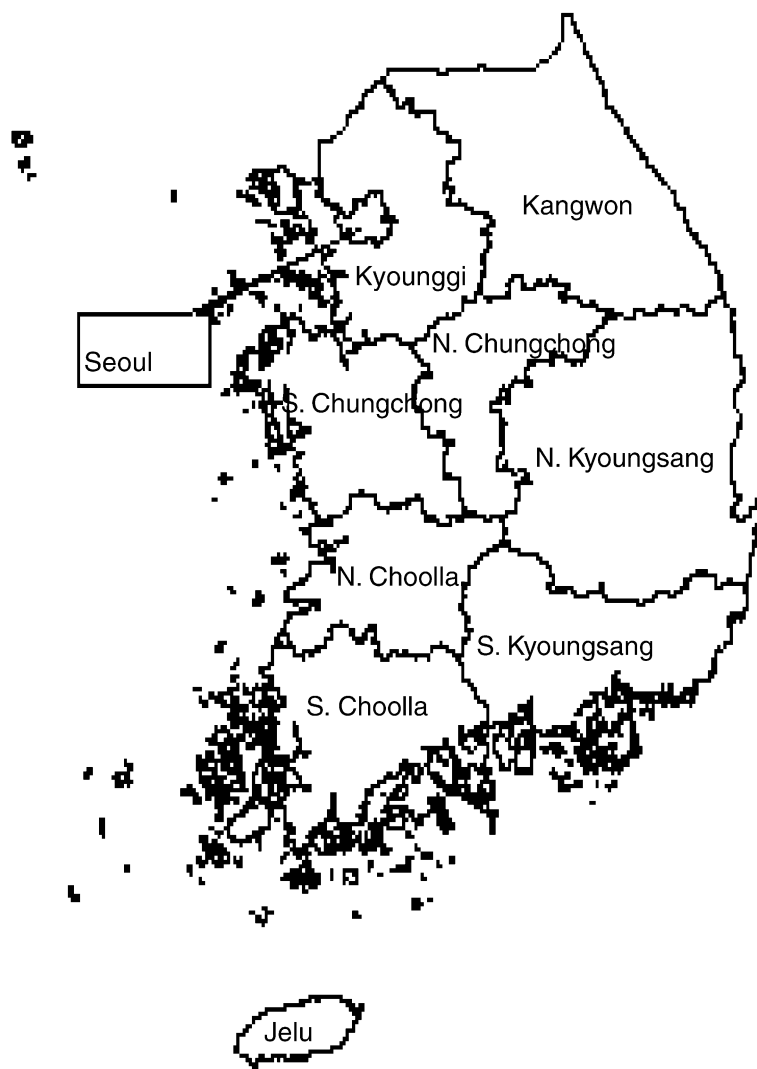 Kangwon
Kyounggi
N. Chungchong
Seoul
S. Chungchong
N. Kyoungsang
N. Choolla
S. Kyoungsang
S. Choolla
Jelu